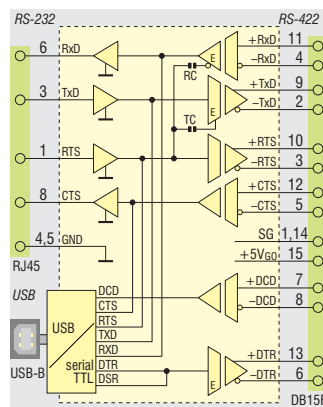 RS-232 RS-422
6 RxD E +RxD 11
–RxD 4
RC
3 TxD +TxD 9
E –TxD 2
TC
1 RTS +RTS 10
–RTS 3
8 CTS +CTS 12
–CTS 5
4,5 GND SG 1,14
+5VGO 15
RJ45
USB
DCD +DCD 7
CTS –DCD 8
RTS
USB TXD
RXD
USB-B serial DTR +DTR 13
TTL DSR E –DTR 6
DB15F